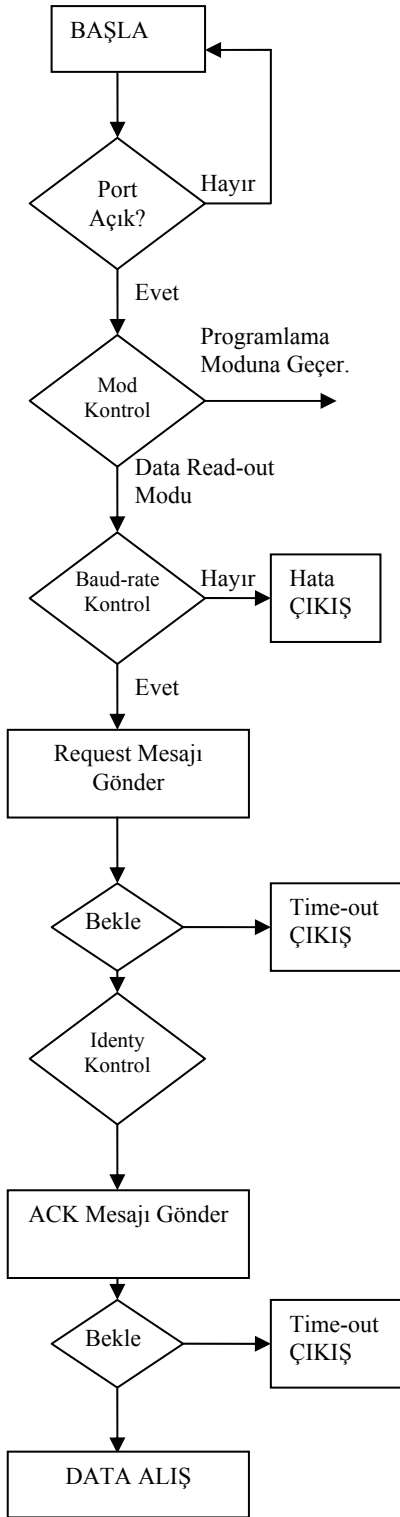 BAŞLA
Port
Açık?
Hayır
Evet
Programlama
Moduna Geçer.
Mod
Kontrol
Data Read-out
Modu
Baud-rate
Kontrol
Hayır
Hata
ÇIKIŞ
Evet
Request Mesajı
Gönder
Bekle
Time-out
ÇIKIŞ
Identy
Kontrol
ACK Mesajı Gönder
Bekle
Time-out
ÇIKIŞ
DATA ALIŞ